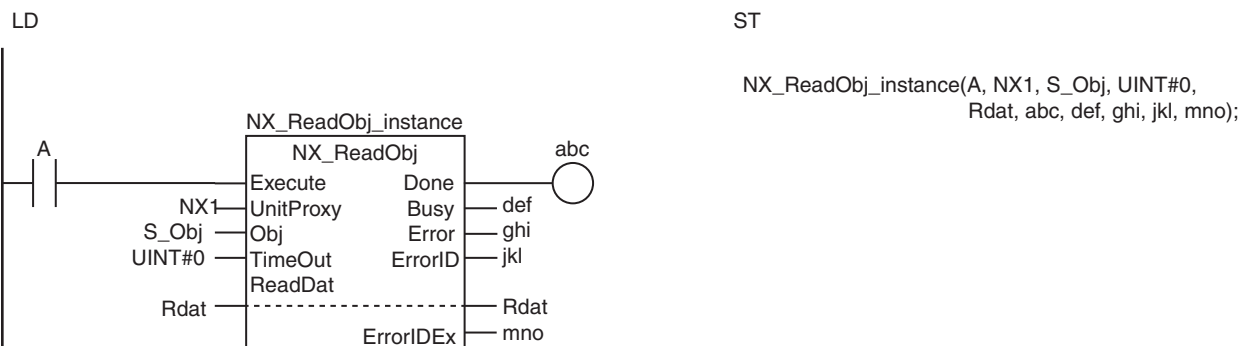 LD
ST
NX_ReadObj_instance(A, NX1, S_Obj, UINT#0,
Rdat, abc, def, ghi, jkl, mno);
NX_ReadObj_instance
A
NX_ReadObj
abc
Execute Done
NX1 UnitProxy Busy def
S_Obj Obj Error ghi
UINT#0 TimeOut ErrorID jkl
ReadDat
Rdat Rdat
ErrorIDEx mno